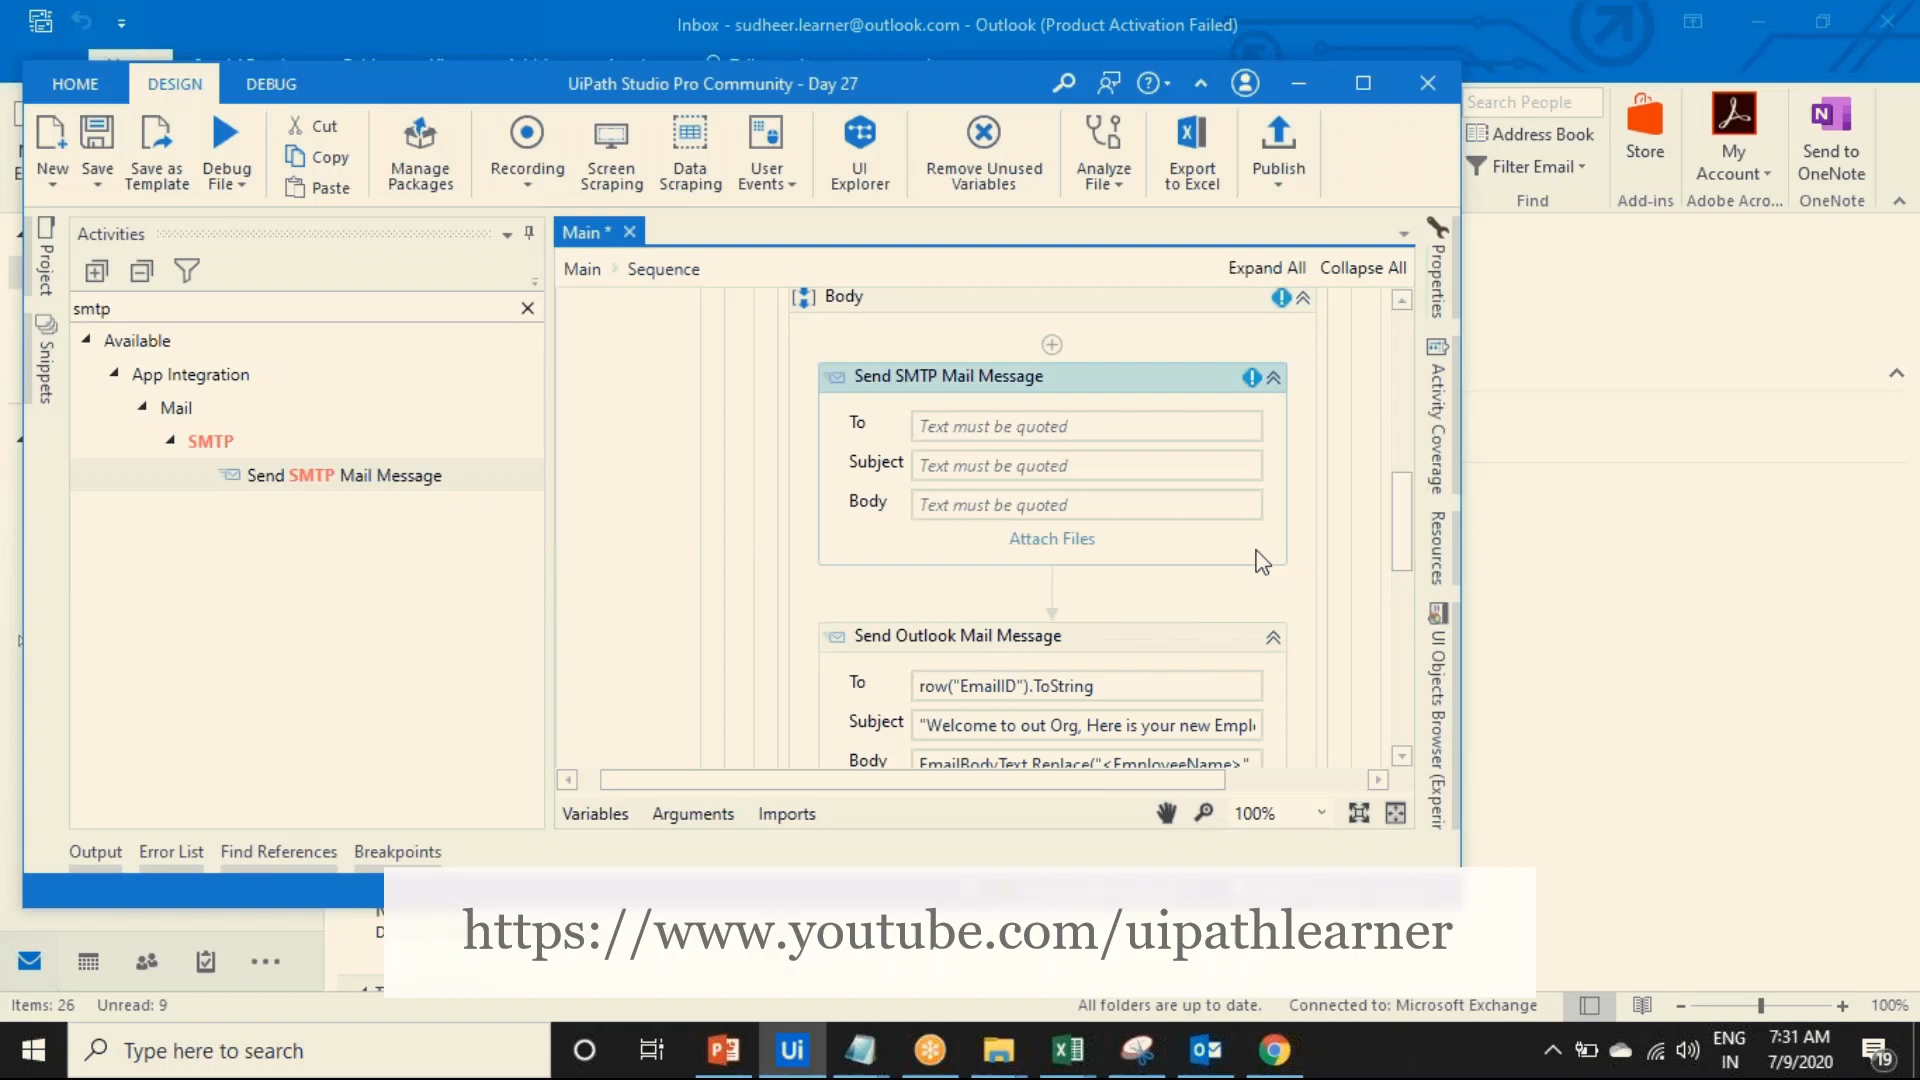 Inbox - sudheer.learner@outlook.com - Outlook (Product Activation Failed)
HOME
DESIGN
DEBUG
UiPath Studio Pro Community - Day 27
New
Save
Save as Template
Debug File
Cut
Copy
Paste
Manage Packages
Recording
Screen Scraping
Data Scraping
User Events
UI Explorer
Remove Unused Variables
Analyze File
Export to Excel
Publish
Search People
Address Book
Filter Email
Find
Store
Add-ins
My Account
Adobe Acro...
Send to OneNote
OneNote
Project
Snippets
Activities
smtp
Available
App Integration
Mail
SMTP
Send SMTP Mail Message
Main *
Main
Sequence
Expand All
Collapse All
Body
Send SMTP Mail Message
To
Text must be quoted
Subject
Text must be quoted
Body
Text must be quoted
Attach Files
Send Outlook Mail Message
To
row("EmailID").ToString
Subject
"Welcome to out Org, Here is your new Empl
Body
EmailBodyText.Replace("<EmployeeName>"
Properties
Activity Coverage
Resources
UI Objects Browser (Experir
Variables
Arguments
Imports
100%
Output
Error List
Find References
Breakpoints
https://www.youtube.com/uipathlearner
Items: 26
Unread: 9
All folders are up to date.
Connected to: Microsoft Exchange
100%
Type here to search
ENG
IN
7:31 AM
7/9/2020
19